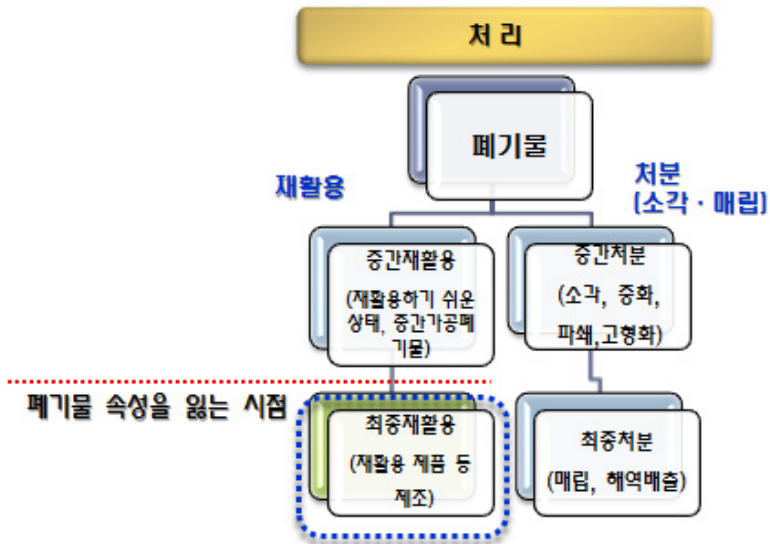 처 리
폐기물
재활용
처분
(소각 · 매립)
중간재활용
(재활용하기 쉬운
상태, 중간가공폐
기물)
중간처분
(소각, 중화,
파쇄,고형화)
폐기물 속성을 잃는 시점
최종재활용
(재활용 제품 등
제조)
최종처분
(매립, 해역배출)